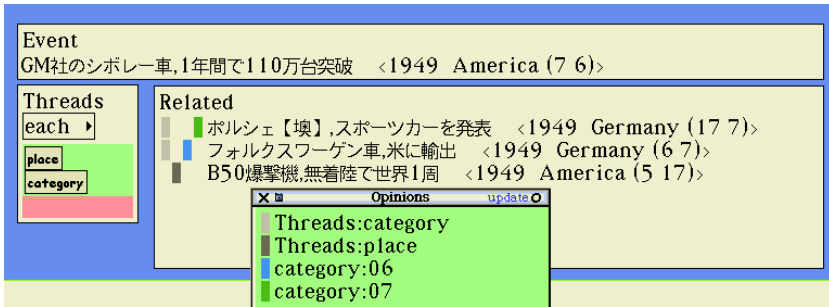 Event
GM社のシボレー車,1年間で110万台突破 <1949 America (7 6)>
Threads
each
place
category
Related
ポルシェ【墺】,スポーツカーを発表 <1949 Germany (17 7)>
フォルクスワーゲン車,米に輸出 <1949 Germany (6 7)>
B50爆撃機,無着陸で世界1周 <1949 America (5 17)>
Opinions update
Threads:category
Threads:place
category:06
category:07